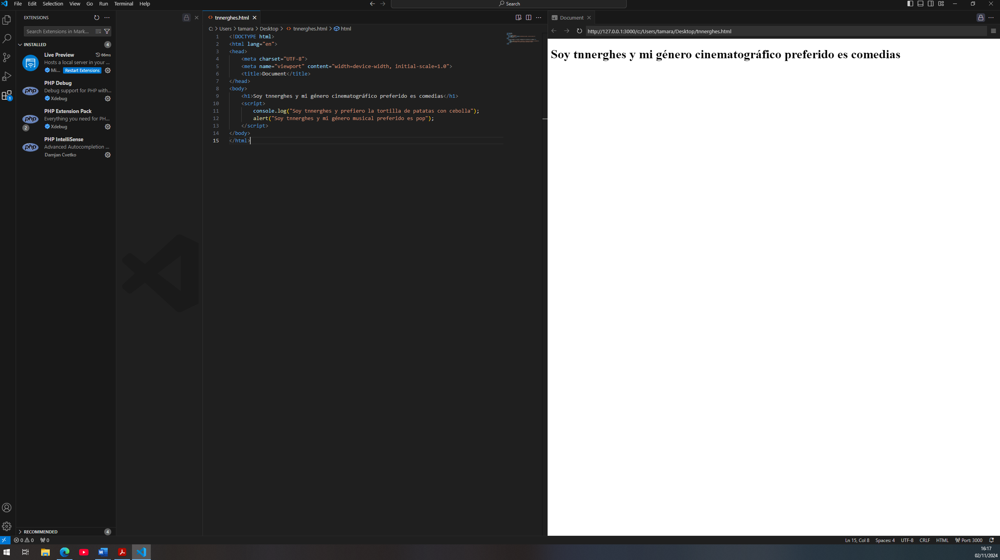 File Edit Selection View Go Run Terminal Help
Search
EXTENSIONS
Search Extensions in Mark...
INSTALLED 4
Live Preview 66ms
Hosts a local server in your ...
Mi... Restart Extensions
PHP Debug
Debug support for PHP with...
Xdebug
PHP Extension Pack
Everything you need for PH...
2 Xdebug
PHP IntelliSense
Advanced Autocompletion ...
Damjan Cvetko
php
php
php
1
RECOMMENDED 4
tnnerghes.html
C: > Users > tamara > Desktop > tnnerghes.html > html
1 <!DOCTYPE html>
2 <html lang="en">
3 <head>
4 <meta charset="UTF-8">
5 <meta name="viewport" content="width=device-width, initial-scale=1.0">
6 <title>Document</title>
7 </head>
8 <body>
9 <h1>Soy tnnerghes y mi género cinematográfico preferido es comedias</h1>
10 <script>
11 console.log("Soy tnnerghes y prefiero la tortilla de patatas con cebolla");
12 alert("Soy tnnerghes y mi género musical preferido es pop");
13 </script>
14 </body>
15 </html>
Document
http://127.0.0.1:3000/c:/Users/tamara/Desktop/tnnerghes.html
Soy tnnerghes y mi género cinematográfico preferido es comedias
0 0 0
Ln 15, Col 8 Spaces: 4 UTF-8 CRLF HTML Port: 3000
16:17
02/11/2024